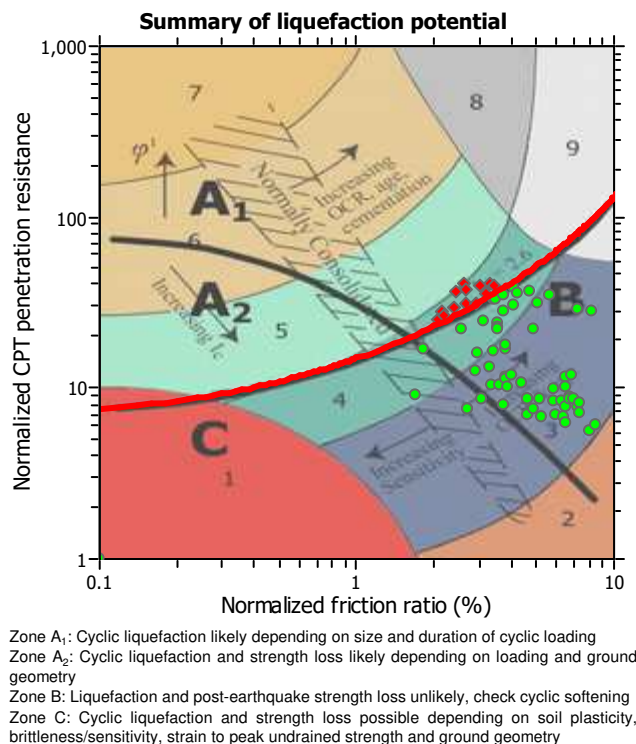 Summary of liquefaction potential
Normalized CPT penetration resistance
1,000
100
10
1
7
8
9
φ'
A1
Increasing
OCR, age,
cementation
Normally Consolidated
6
2.6
B
A2
Increasing Ic
5
4
C
1
Increasing
Sensitivity
3
2
0.1
1
10
Normalized friction ratio (%)
Zone A1: Cyclic liquefaction likely depending on size and duration of cyclic loading
Zone A2: Cyclic liquefaction and strength loss likely depending on loading and ground
geometry
Zone B: Liquefaction and post-earthquake strength loss unlikely, check cyclic softening
Zone C: Cyclic liquefaction and strength loss possible depending on soil plasticity,
brittleness/sensitivity, strain to peak undrained strength and ground geometry